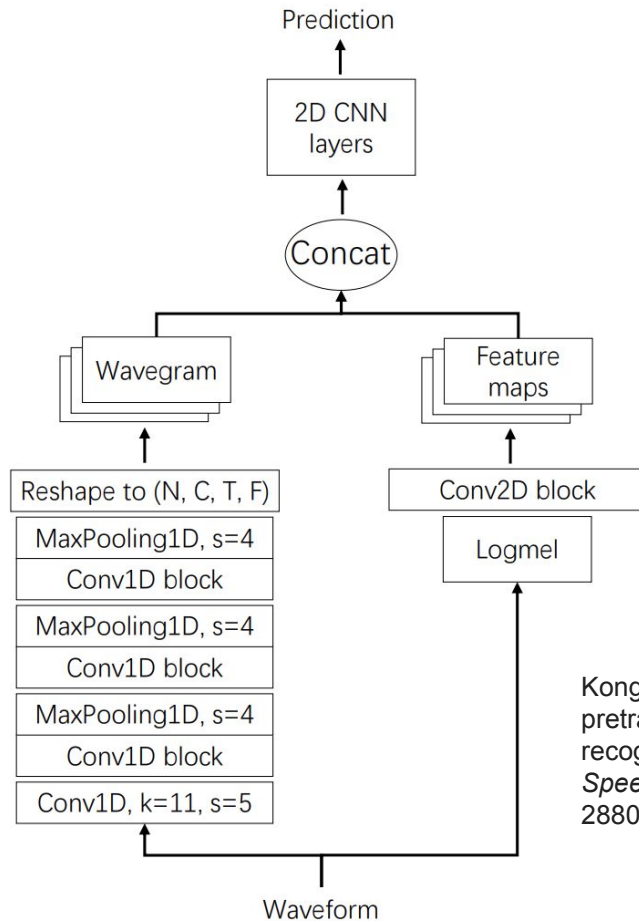 Prediction
2D CNN
layers
Concat
Wavegram
Feature
maps
Reshape to (N, C, T, F)
Conv2D block
MaxPooling1D, s=4
Logmel
Conv1D block
MaxPooling1D, s=4
Conv1D block
MaxPooling1D, s=4
Conv1D block
Conv1D, k=11, s=5
Waveform
Kong
pretra
recog
Spee
2880